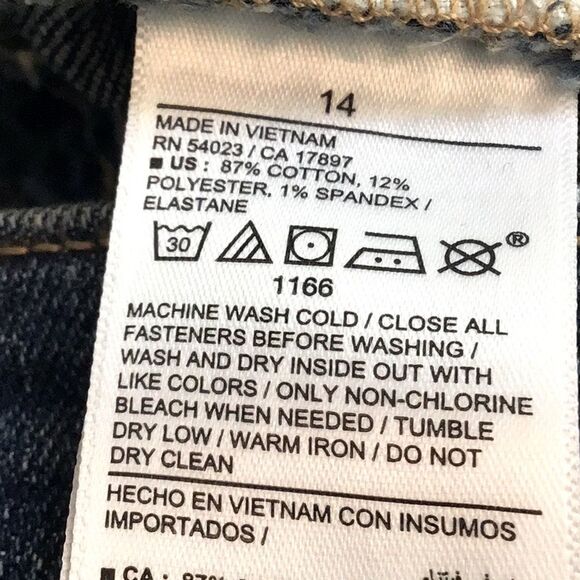 14
MADE IN VIETNAM
RN 54023 / CA 17897
■ US : 87% COTTON, 12%
POLYESTER, 1% SPANDEX /
ELASTANE
30 ®
1166
MACHINE WASH COLD / CLOSE ALL
FASTENERS BEFORE WASHING /
WASH AND DRY INSIDE OUT WITH
LIKE COLORS / ONLY NON-CHLORINE
BLEACH WHEN NEEDED / TUMBLE
DRY LOW / WARM IRON / DO NOT
DRY CLEAN
HECHO EN VIETNAM CON INSUMOS
IMPORTADOS /
■ CA : 87%